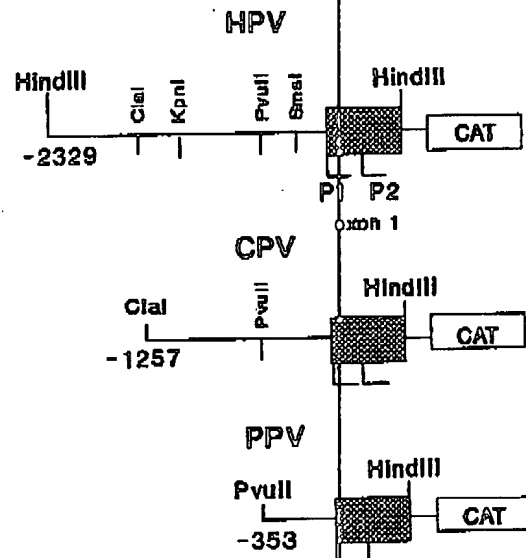 HPV
HindIII
ClaI
KpnI
PvuII
SmaI
HindIII
CAT
-2329
P1 P2
exon 1
CPV
ClaI
PvuII
HindIII
CAT
-1257
PPV
PvuII
HindIII
CAT
-353